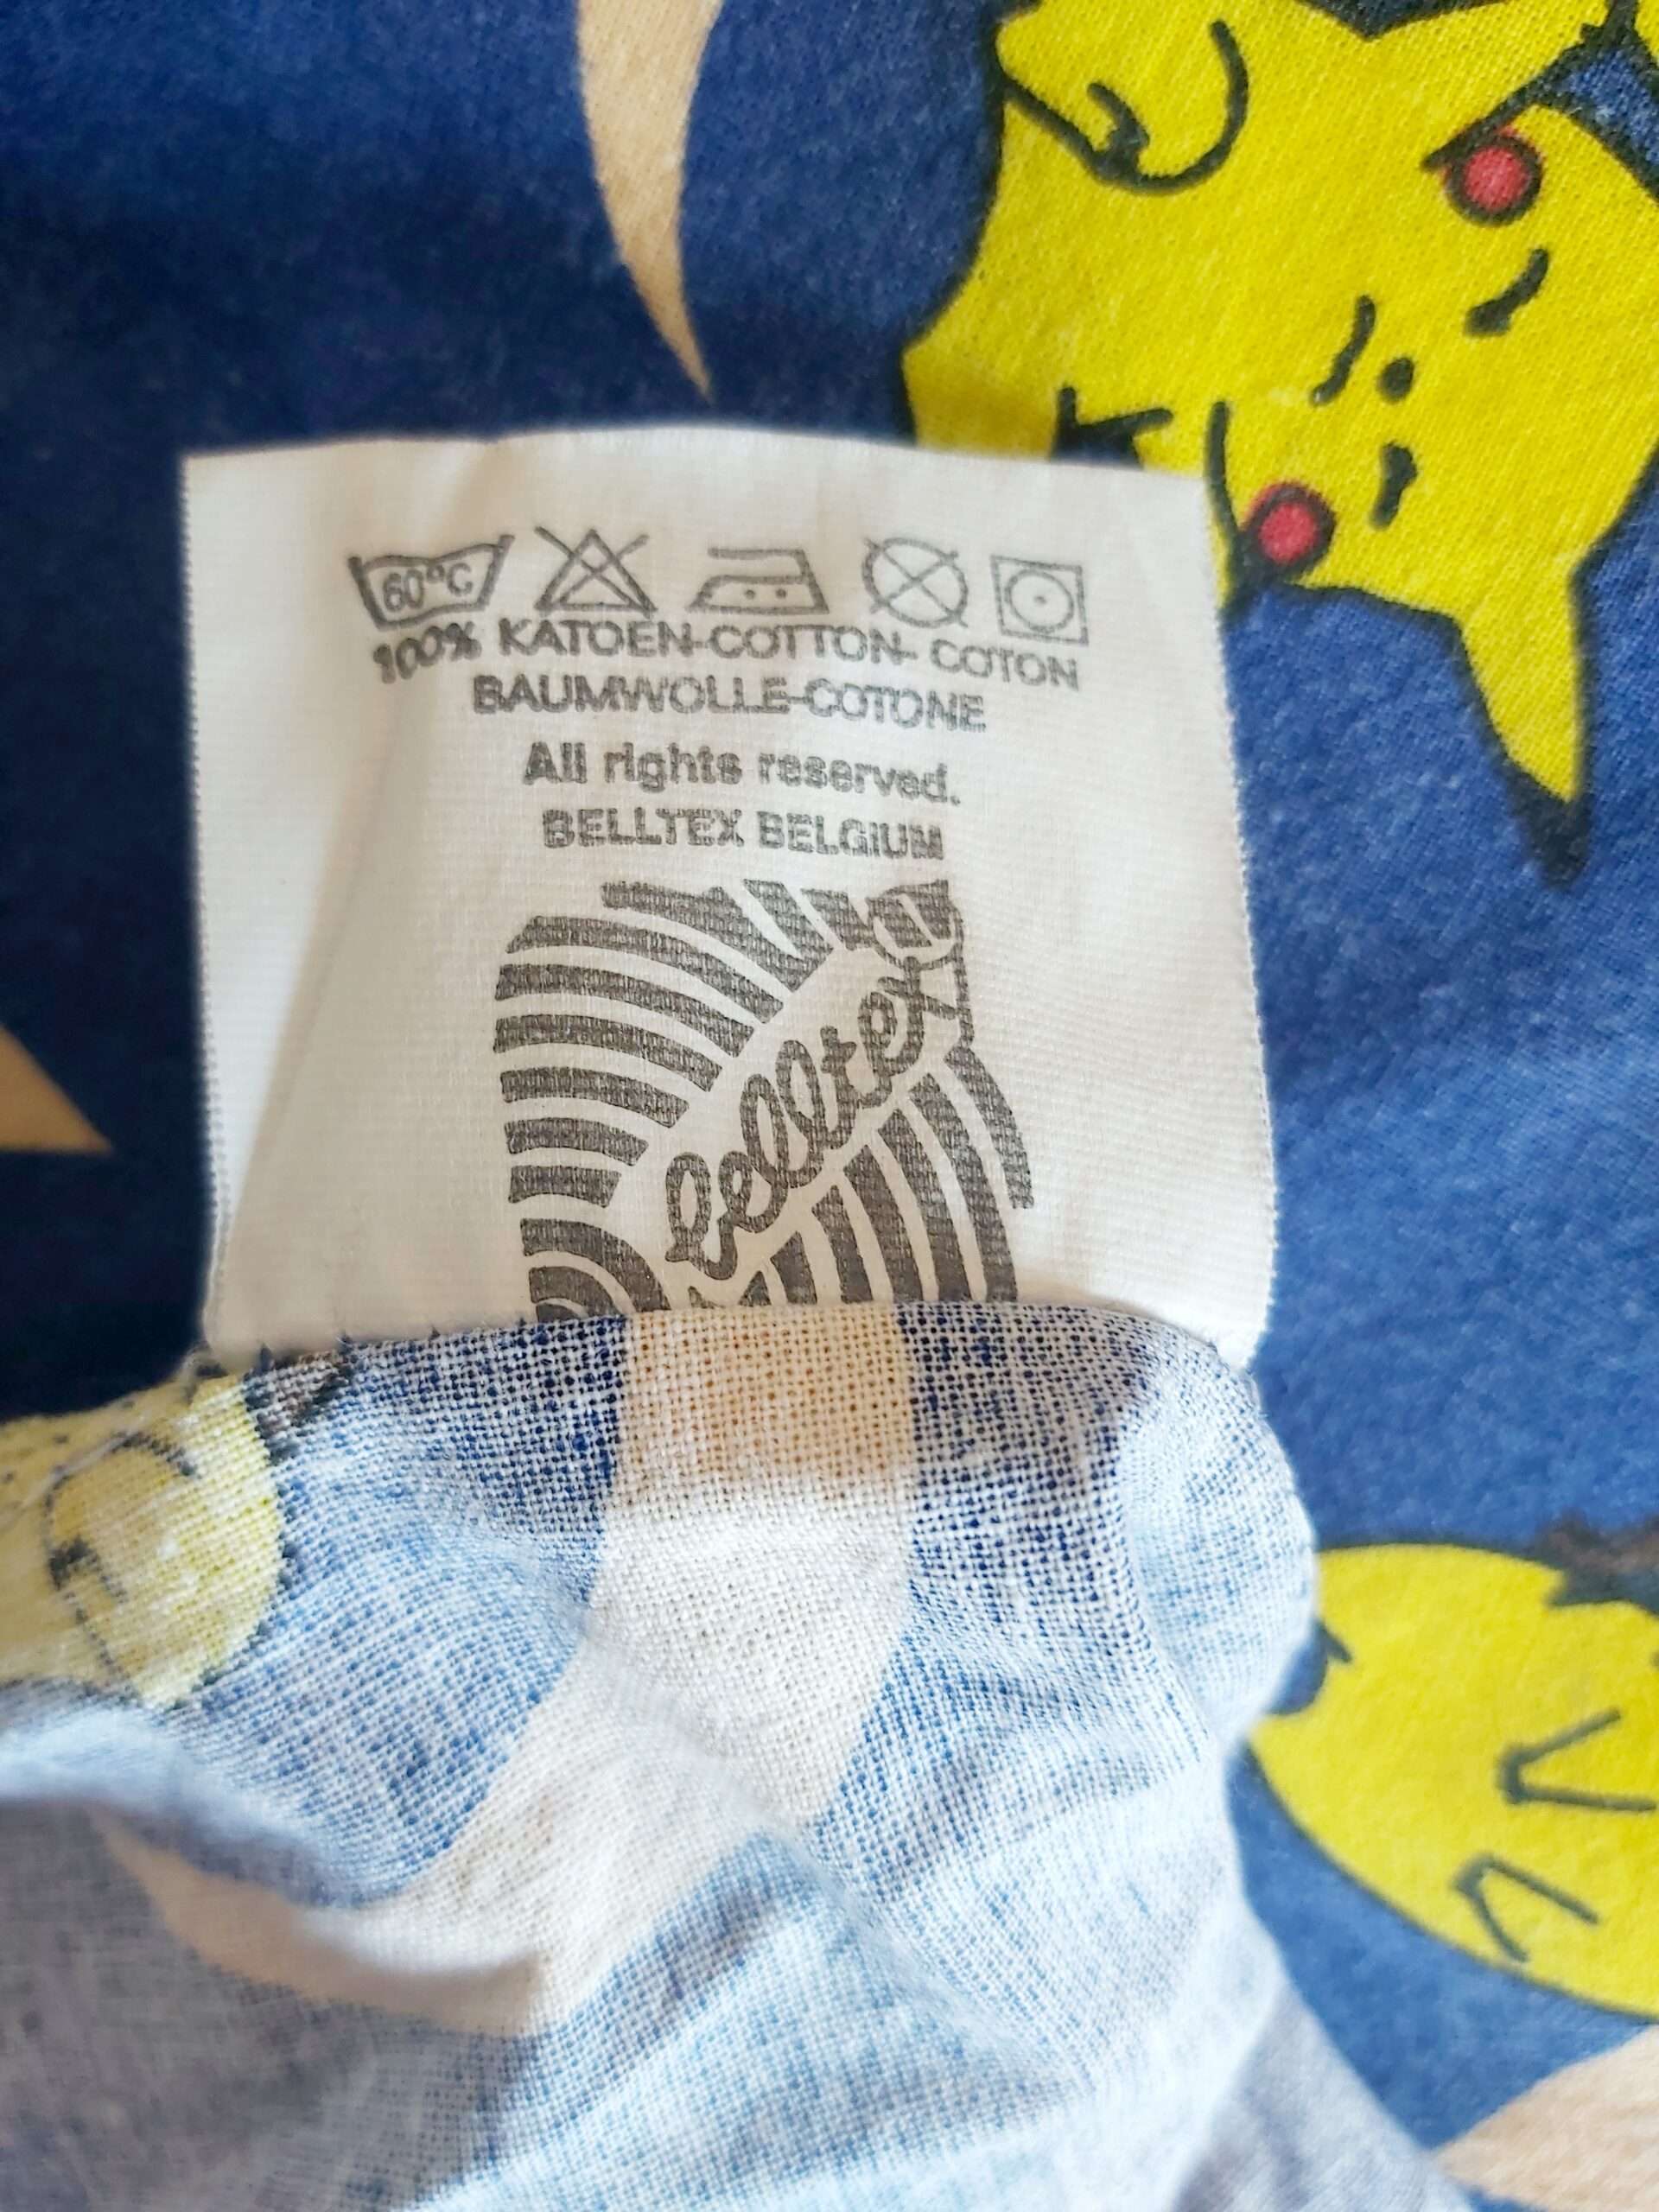 60°C
100% KATOEN-COTTON- COTON
BAUMWOLLE-COTONE
All rights reserved.
BELLTEX BELGIUM
belltex